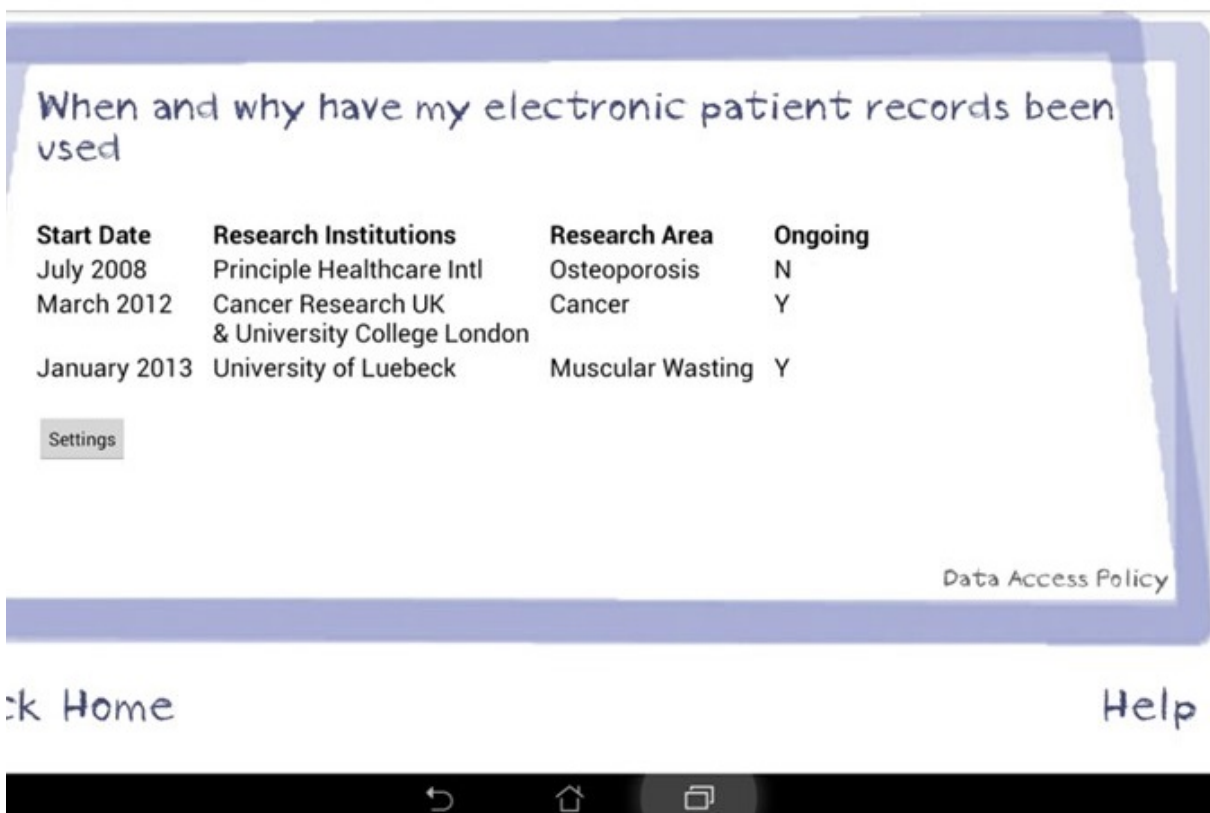 When and why have my electronic patient records been
used
Start Date Research Institutions Research Area Ongoing
July 2008 Principle Healthcare Intl Osteoporosis N
March 2012 Cancer Research UK Cancer Y
& University College London
January 2013 University of Luebeck Muscular Wasting Y
Settings
Data Access Policy
ck Home Help